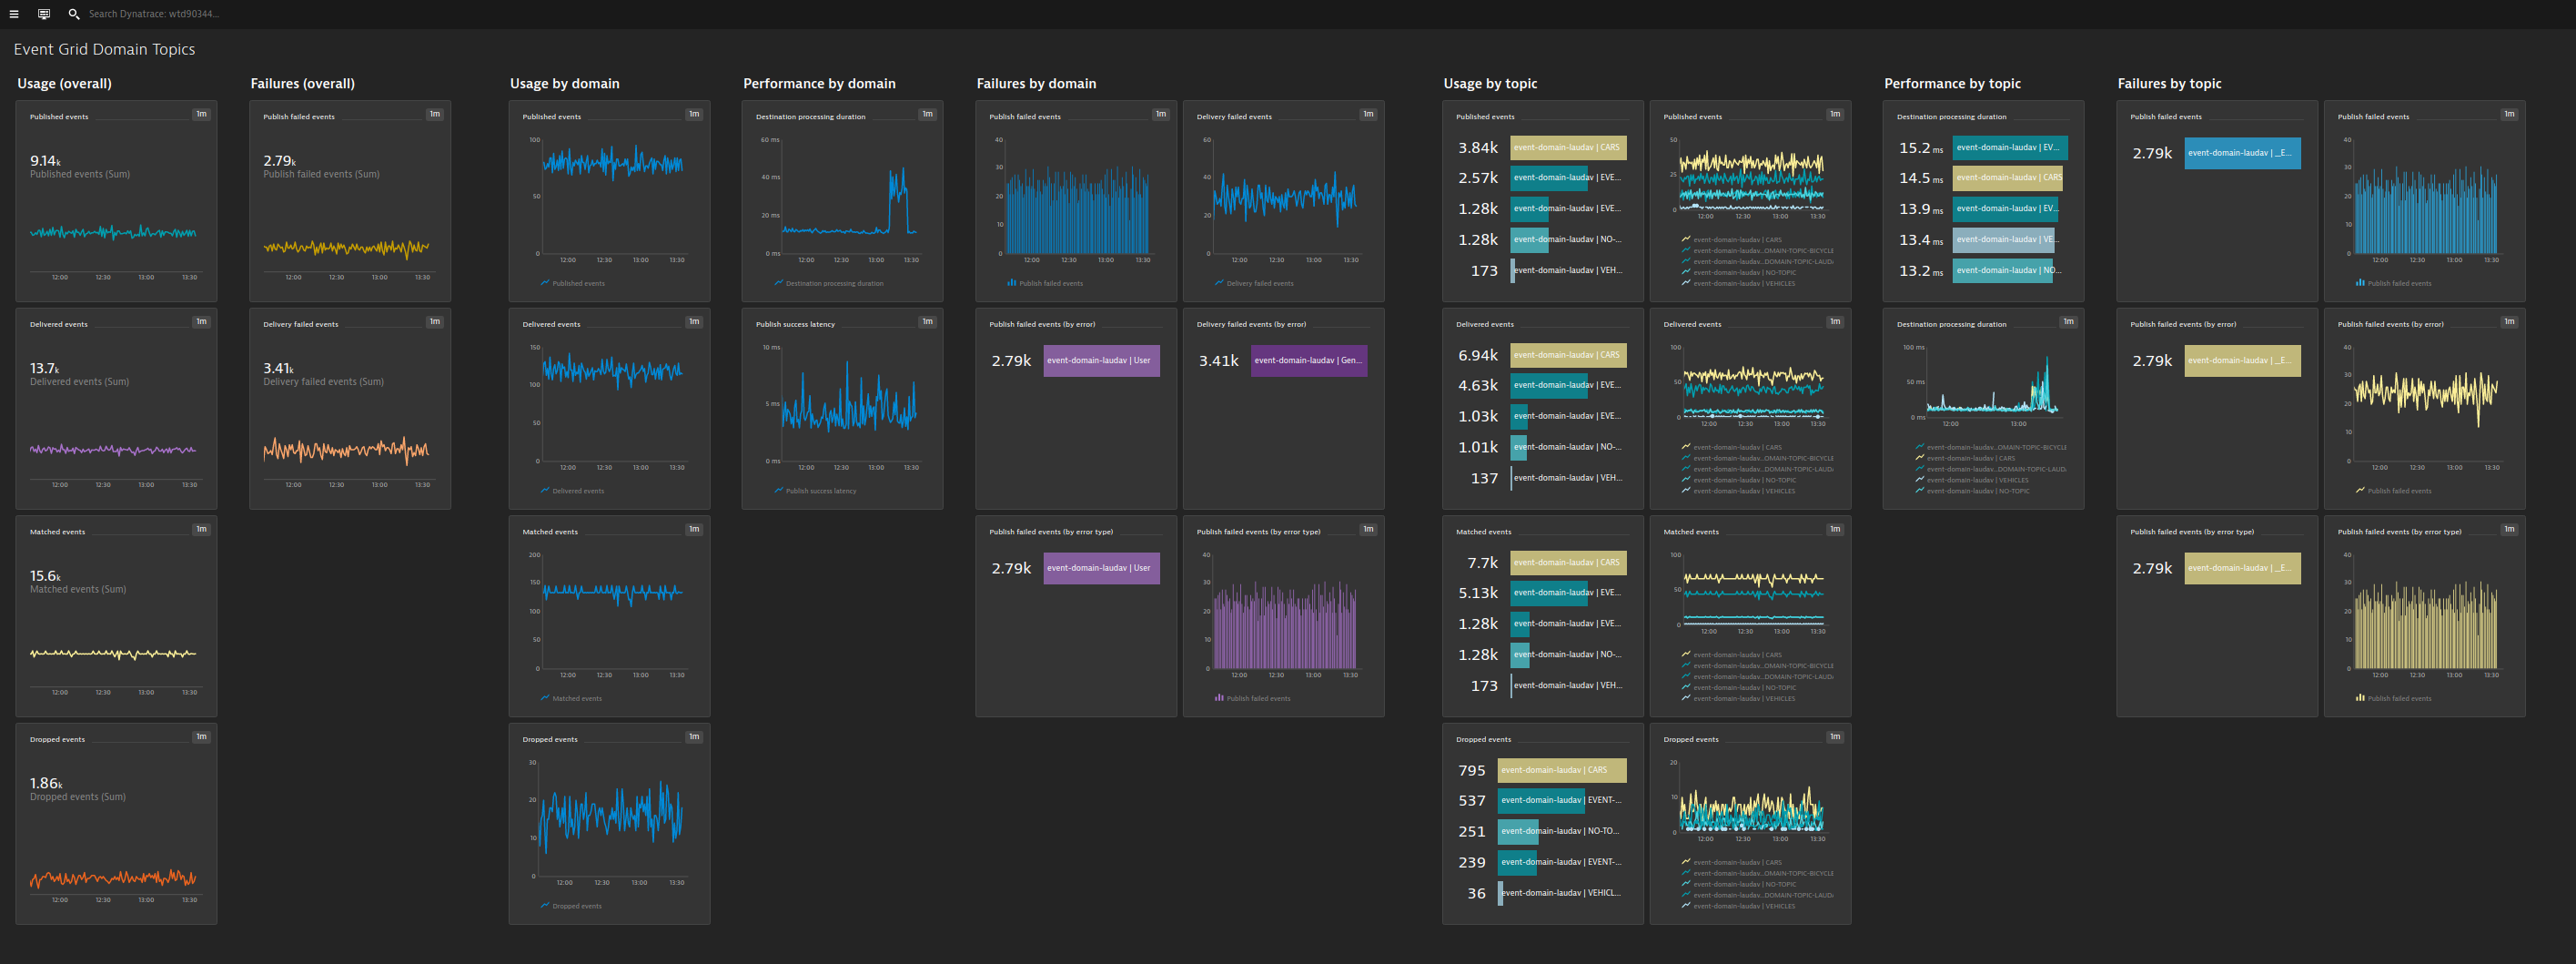 Search Dynatrace: wtd90344...
Event Grid Domain Topics
Usage (overall)
Published events
1m
9.14k
Published events (Sum)
12:00 12:30 13:00 13:30
Delivered events
1m
13.7k
Delivered events (Sum)
12:00 12:30 13:00 13:30
Matched events
1m
15.6k
Matched events (Sum)
12:00 12:30 13:00 13:30
Dropped events
1m
1.86k
Dropped events (Sum)
12:00 12:30 13:00 13:30
Failures (overall)
Publish failed events
1m
2.79k
Publish failed events (Sum)
12:00 12:30 13:00 13:30
Delivery failed events
1m
3.41k
Delivery failed events (Sum)
12:00 12:30 13:00 13:30
Usage by domain
Published events
1m
100
50
0
12:00 12:30 13:00 13:30
Published events
Delivered events
1m
150
100
50
0
12:00 12:30 13:00 13:30
Delivered events
Matched events
1m
200
150
100
50
0
12:00 12:30 13:00 13:30
Matched events
Dropped events
1m
30
20
10
0
12:00 12:30 13:00 13:30
Dropped events
Performance by domain
Destination processing duration
1m
60 ms
40 ms
20 ms
0 ms
12:00 12:30 13:00 13:30
Destination processing duration
Publish success latency
1m
10 ms
5 ms
0 ms
12:00 12:30 13:00 13:30
Publish success latency
Failures by domain
Publish failed events
1m
40
30
20
10
0
12:00 12:30 13:00 13:30
Publish failed events
Delivery failed events
1m
60
40
20
0
12:00 12:30 13:00 13:30
Delivery failed events
Publish failed events (by error)
2.79k event-domain-laudav | User
Delivery failed events (by error)
3.41k event-domain-laudav | Gen...
Publish failed events (by error type)
2.79k event-domain-laudav | User
Publish failed events (by error type)
1m
40
30
20
10
0
12:00 12:30 13:00 13:30
Publish failed events
Usage by topic
Published events
3.84k event-domain-laudav | CARS
2.57k event-domain-laudav | EVE...
1.28k event-domain-laudav | EVE...
1.28k event-domain-laudav | NO-...
173 event-domain-laudav | VEH...
Published events
1m
50
25
0
12:00 12:30 13:00 13:30
event-domain-laudav | CARS
event-domain-laudav...OMAIN-TOPIC-BICYCLE
event-domain-laudav...DOMAIN-TOPIC-LAUDA
event-domain-laudav | NO-TOPIC
event-domain-laudav | VEHICLES
Delivered events
6.94k event-domain-laudav | CARS
4.63k event-domain-laudav | EVE...
1.03k event-domain-laudav | EVE...
1.01k event-domain-laudav | NO-...
137 event-domain-laudav | VEH...
Delivered events
1m
100
50
0
12:00 12:30 13:00 13:30
event-domain-laudav | CARS
event-domain-laudav...OMAIN-TOPIC-BICYCLE
event-domain-laudav...DOMAIN-TOPIC-LAUDA
event-domain-laudav | NO-TOPIC
event-domain-laudav | VEHICLES
Matched events
7.7k event-domain-laudav | CARS
5.13k event-domain-laudav | EVE...
1.28k event-domain-laudav | EVE...
1.28k event-domain-laudav | NO-...
173 event-domain-laudav | VEH...
Matched events
1m
100
50
0
12:00 12:30 13:00 13:30
event-domain-laudav | CARS
event-domain-laudav...OMAIN-TOPIC-BICYCLE
event-domain-laudav...DOMAIN-TOPIC-LAUDA
event-domain-laudav | NO-TOPIC
event-domain-laudav | VEHICLES
Dropped events
795 event-domain-laudav | CARS
537 event-domain-laudav | EVENT-...
251 event-domain-laudav | NO-TO...
239 event-domain-laudav | EVENT-...
36 event-domain-laudav | VEHICL...
Dropped events
1m
20
10
0
12:00 12:30 13:00 13:30
event-domain-laudav | CARS
event-domain-laudav...OMAIN-TOPIC-BICYCLE
event-domain-laudav | NO-TOPIC
event-domain-laudav...DOMAIN-TOPIC-LAUDA
event-domain-laudav | VEHICLES
Performance by topic
Destination processing duration
15.2 ms event-domain-laudav | EV...
14.5 ms event-domain-laudav | CARS
13.9 ms event-domain-laudav | EV...
13.4 ms event-domain-laudav | VE...
13.2 ms event-domain-laudav | NO...
Destination processing duration
1m
100 ms
50 ms
0 ms
12:00 13:00
event-domain-laudav...OMAIN-TOPIC-BICYCLE
event-domain-laudav | CARS
event-domain-laudav...DOMAIN-TOPIC-LAUDA
event-domain-laudav | VEHICLES
event-domain-laudav | NO-TOPIC
Failures by topic
Publish failed events
2.79k event-domain-laudav | __E...
Publish failed events
1m
40
30
20
10
0
12:00 12:30 13:00 13:30
Publish failed events
Publish failed events (by error)
2.79k event-domain-laudav | __E...
Publish failed events (by error)
1m
40
30
20
10
0
12:00 12:30 13:00 13:30
Publish failed events
Publish failed events (by error type)
2.79k event-domain-laudav | __E...
Publish failed events (by error type)
1m
40
30
20
10
0
12:00 12:30 13:00 13:30
Publish failed events